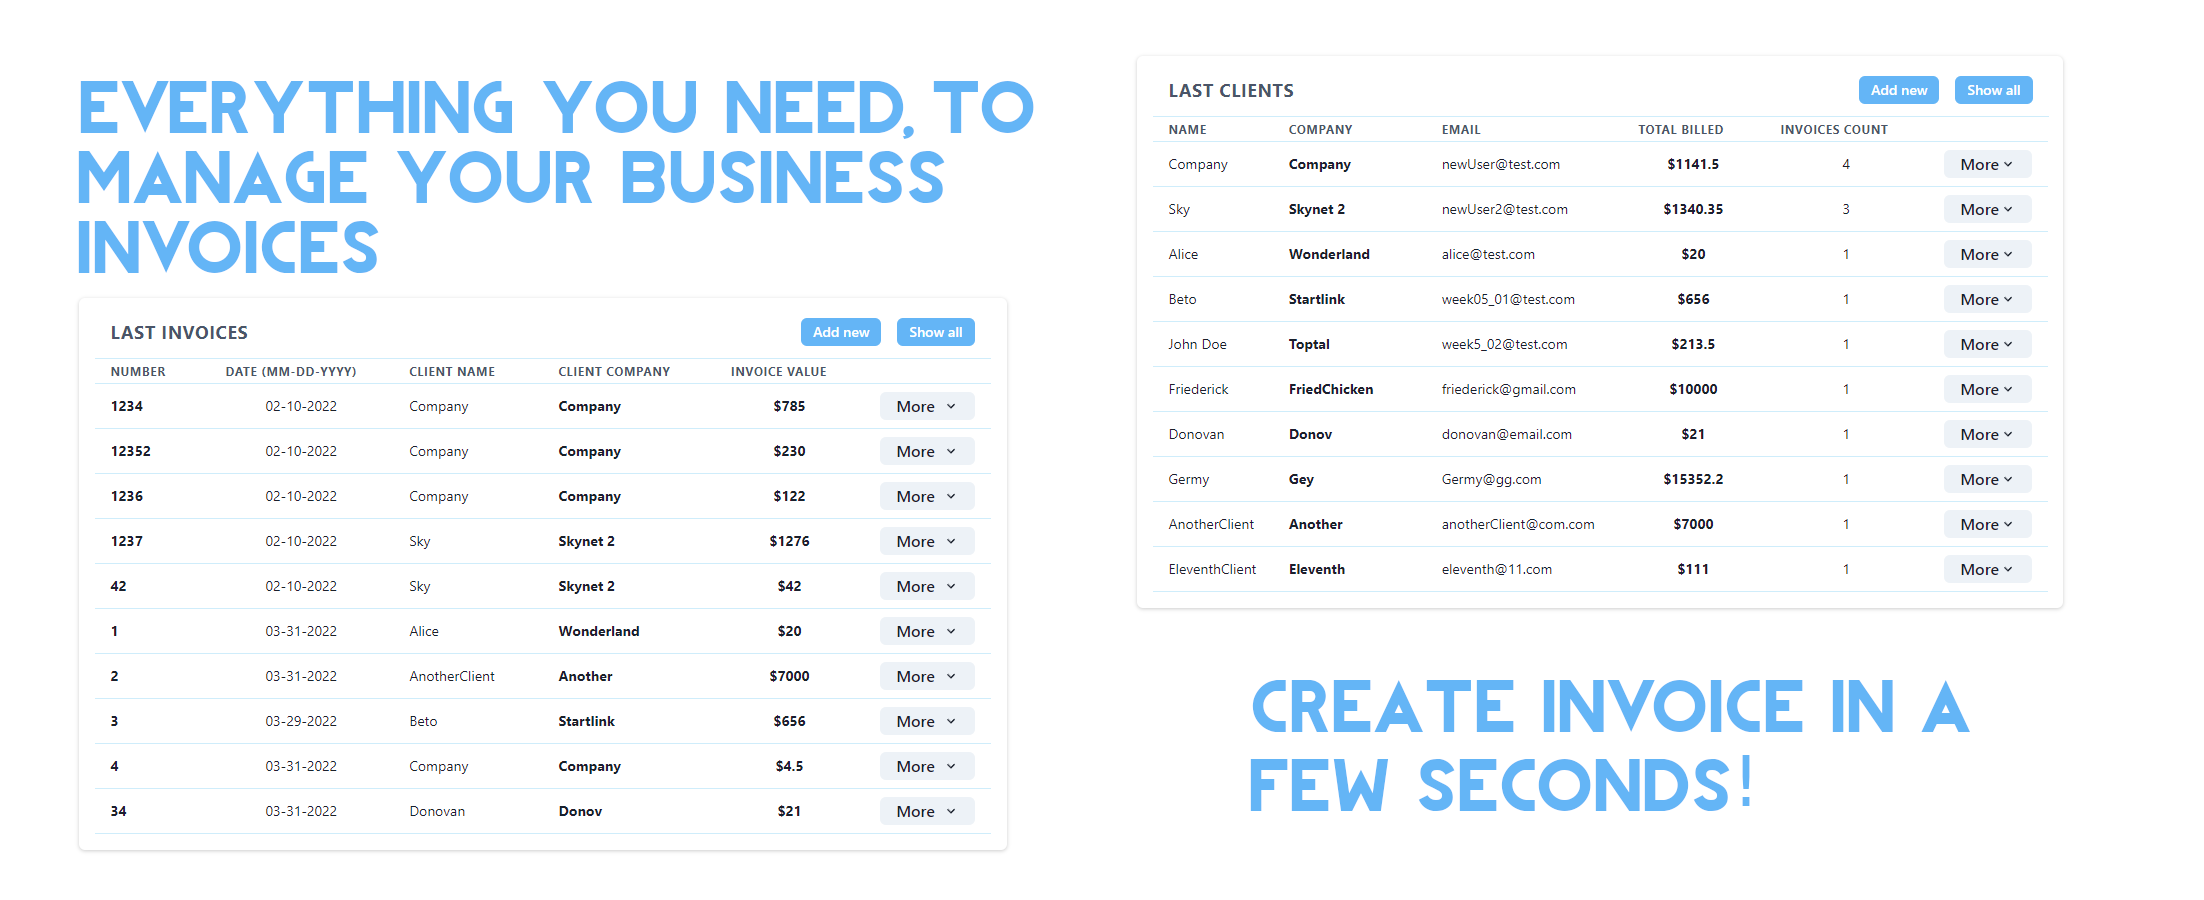 EVERYTHING YOU NEED, TO
MANAGE YOUR BUSINESS
INVOICES
LAST INVOICES Add new Show all
NUMBER DATE (MM-DD-YYYY) CLIENT NAME CLIENT COMPANY INVOICE VALUE
1234 02-10-2022 Company Company $785 More
12352 02-10-2022 Company Company $230 More
1236 02-10-2022 Company Company $122 More
1237 02-10-2022 Sky Skynet 2 $1276 More
42 02-10-2022 Sky Skynet 2 $42 More
1 03-31-2022 Alice Wonderland $20 More
2 03-31-2022 AnotherClient Another $7000 More
3 03-29-2022 Beto Startlink $656 More
4 03-31-2022 Company Company $4.5 More
34 03-31-2022 Donovan Donov $21 More
LAST CLIENTS Add new Show all
NAME COMPANY EMAIL TOTAL BILLED INVOICES COUNT
Company Company newUser@test.com $1141.5 4 More
Sky Skynet 2 newUser2@test.com $1340.35 3 More
Alice Wonderland alice@test.com $20 1 More
Beto Startlink week05_01@test.com $656 1 More
John Doe Toptal week5_02@test.com $213.5 1 More
Friederick FriedChicken friederick@gmail.com $10000 1 More
Donovan Donov donovan@email.com $21 1 More
Germy Gey Germy@gg.com $15352.2 1 More
AnotherClient Another anotherClient@com.com $7000 1 More
EleventhClient Eleventh eleventh@11.com $111 1 More
CREATE INVOICE IN A
FEW SECONDS!